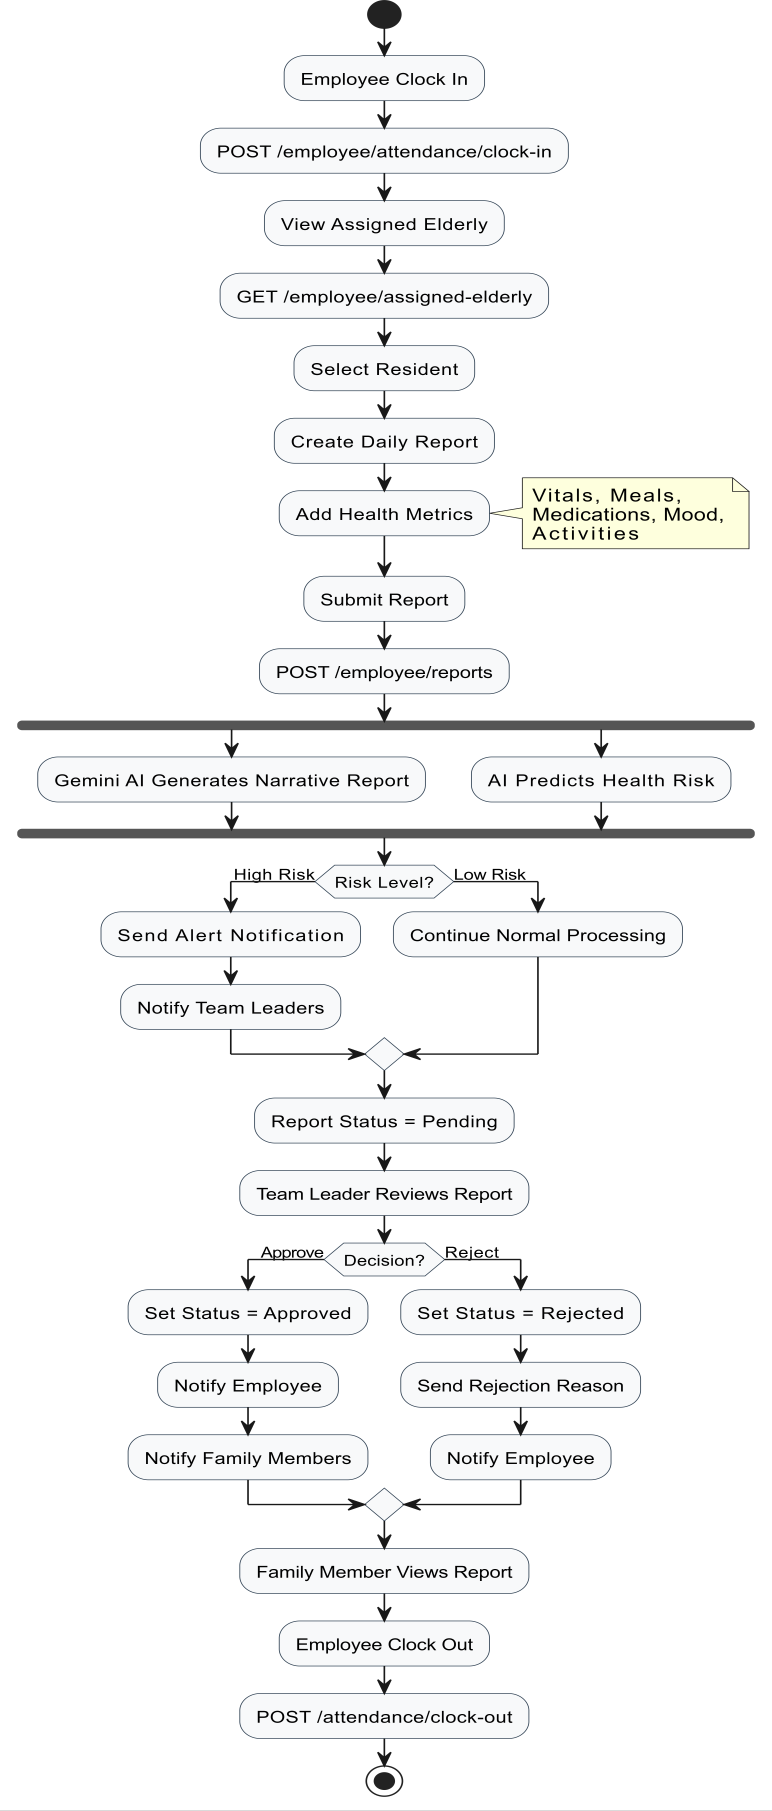 Employee Clock In
POST /employee/attendance/clock-in
View Assigned Elderly
GET /employee/assigned-elderly
Select Resident
Create Daily Report
Add Health Metrics
Vitals, Meals,
Medications, Mood,
Activities
Submit Report
POST /employee/reports
Gemini AI Generates Narrative Report
AI Predicts Health Risk
High Risk
Risk Level?
Low Risk
Send Alert Notification
Continue Normal Processing
Notify Team Leaders
Report Status = Pending
Team Leader Reviews Report
Approve
Decision?
Reject
Set Status = Approved
Set Status = Rejected
Notify Employee
Send Rejection Reason
Notify Family Members
Notify Employee
Family Member Views Report
Employee Clock Out
POST /attendance/clock-out